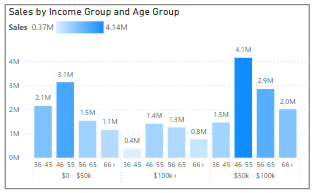 Sales by Income Group and Age Group
Sales 0.37M 4.14M
4M
3M
2M
1M
0M
2.1M 3.1M 1.5M 1.1M 0.4M 1.4M 1.3M 0.8M 1.5M 4.1M 2.9M 2.0M
36-45 46-55 56-65 66+ 36-45 46-55 56-65 66+ 36-45 46-55 56-65 66+
$0 - $50k $100k+ $50k - $100k